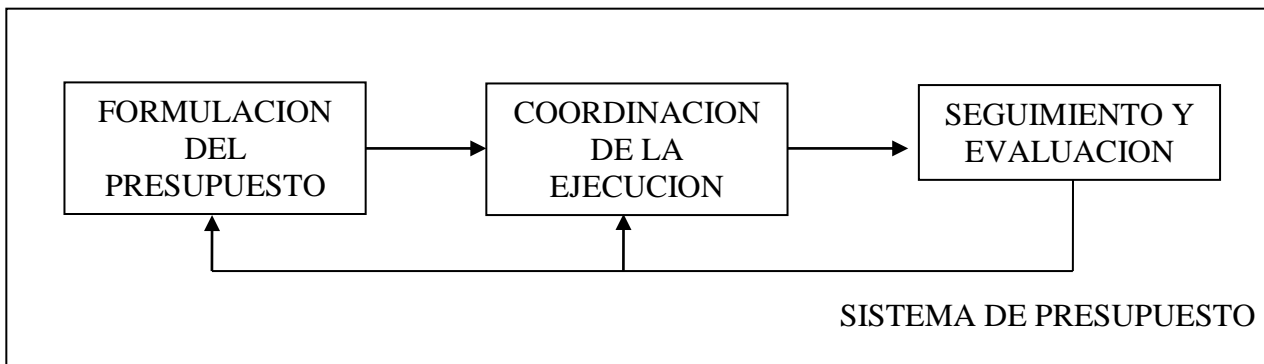 FORMULACION
DEL
PRESUPUESTO
COORDINACION
DE LA
EJECUCION
SEGUIMIENTO Y
EVALUACION
SISTEMA DE PRESUPUESTO